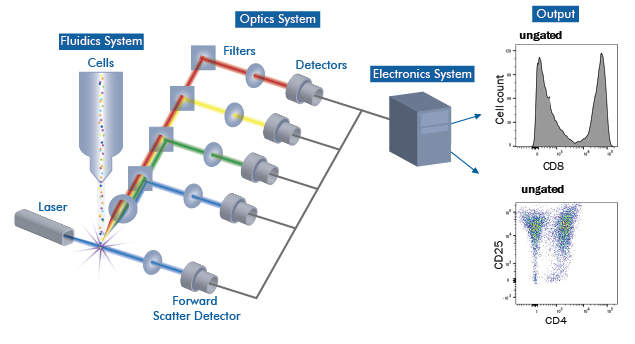 Optics System
Output
Fluidics System
Cells
Filters
Detectors
Electronics System
Laser
Forward
Scatter Detector
ungated
Cell count
CD8
ungated
CD25
CD4